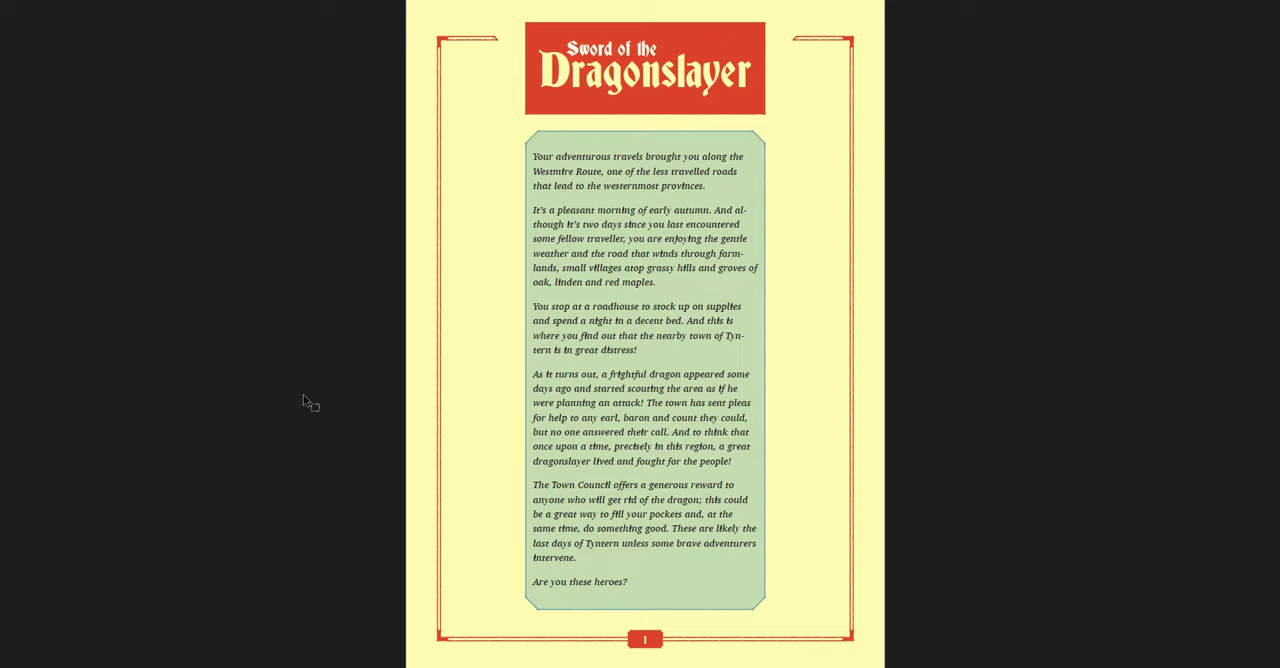 Sword of the
Dragonslayer
Your adventurous travels brought you along the
Westmire Route, one of the less travelled roads
that lead to the westernmost provinces.
It's a pleasant morning of early autumn. And al-
though it's two days since you last encountered
some fellow traveller, you are enjoying the gentle
weather and the road that winds through farm-
lands, small villages atop grassy hills and groves of
oak, linden and red maples.
You stop at a roadhouse to stock up on supplies
and spend a night in a decent bed. And this is
where you find out that the nearby town of Tyn-
tern is in great distress!
As it turns out, a frightful dragon appeared some
days ago and started scouting the area as if he
were planning an attack! The town has sent pleas
for help to any earl, baron and count they could,
but no one answered their call. And to think that
once upon a time, precisely in this region, a great
dragonslayer lived and fought for the people!
The Town Council offers a generous reward to
anyone who will get rid of the dragon; this could
be a great way to fill your pockets and, at the
same time, do something good. These are likely the
last days of Tyntern unless some brave adventurers
intervene.
Are you these heroes?
1